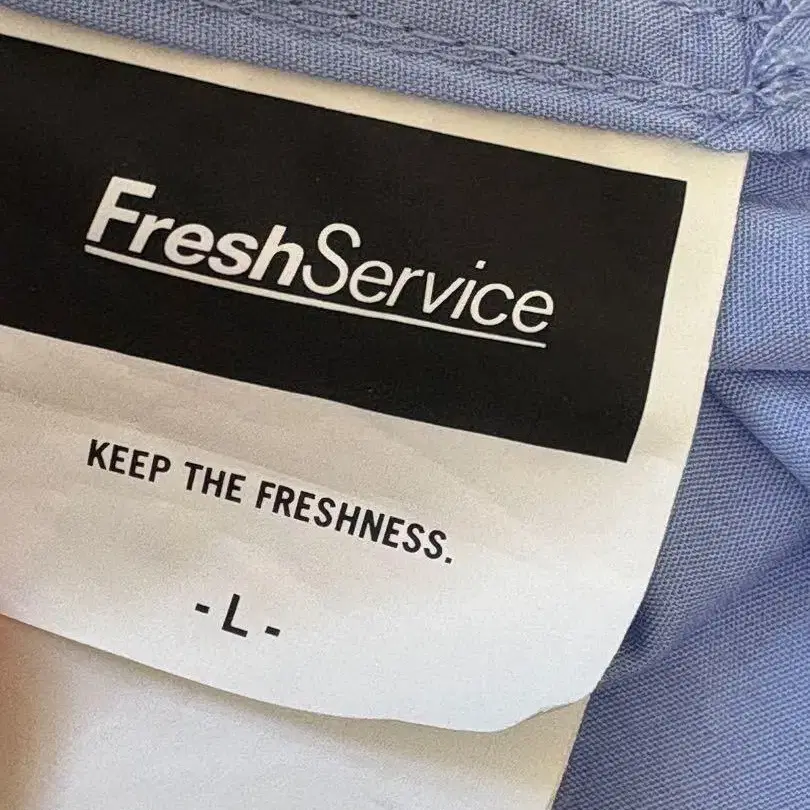 FreshService
KEEP THE FRESHNESS.
- L -